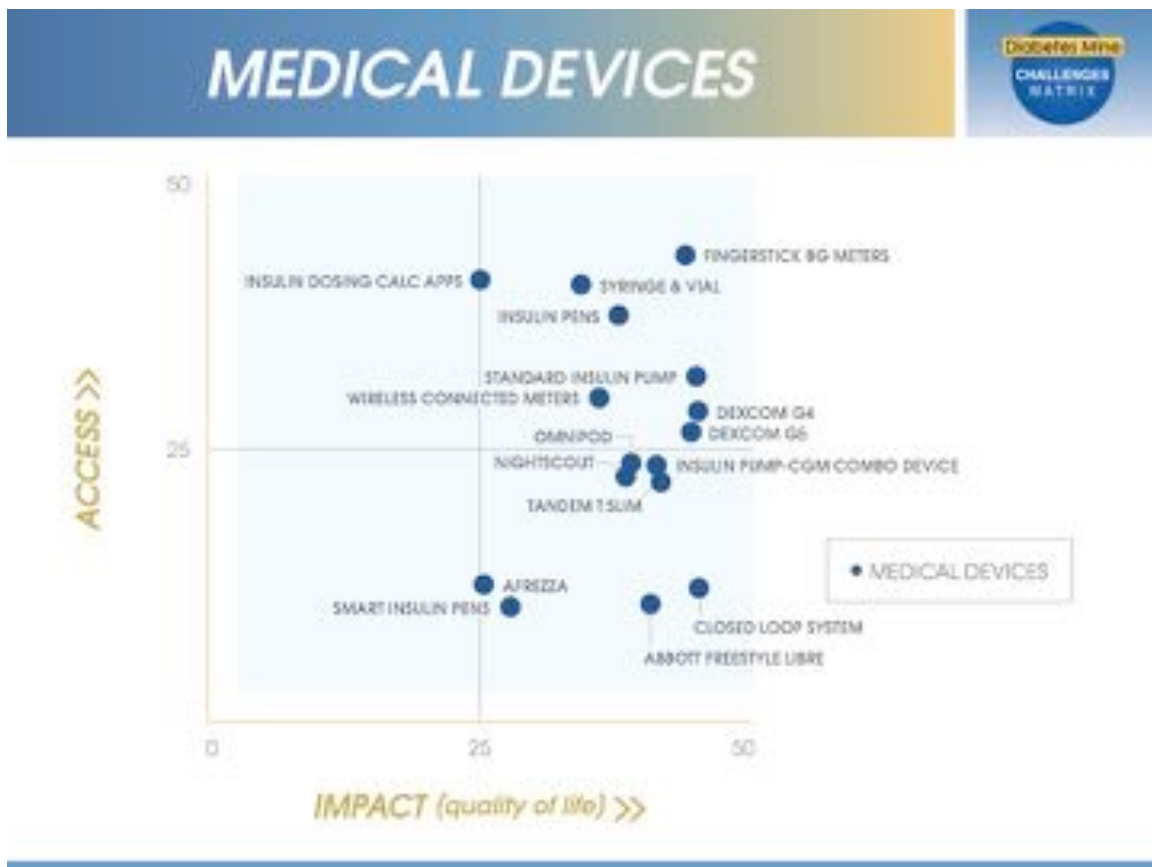 MEDICAL DEVICES
Diabetes Mine
CHALLENGES
MATRIX
50
FINGERSTICK BG METERS
INSULIN DOSING CALC APPS
SYRINGE & VIAL
INSULIN PENS
STANDARD INSULIN PUMP
WIRELESS CONNECTED METERS
DEXCOM G4
DEXCOM G5
OMNIPOD
25
NIGHTSCOUT
INSULIN PUMP-CGM COMBO DEVICE
TANDEM T:SLIM
ACCESS >>
MEDICAL DEVICES
AFREZZA
SMART INSULIN PENS
CLOSED LOOP SYSTEM
ABBOTT FREESTYLE LIBRE
0
25
50
IMPACT (quality of life) >>